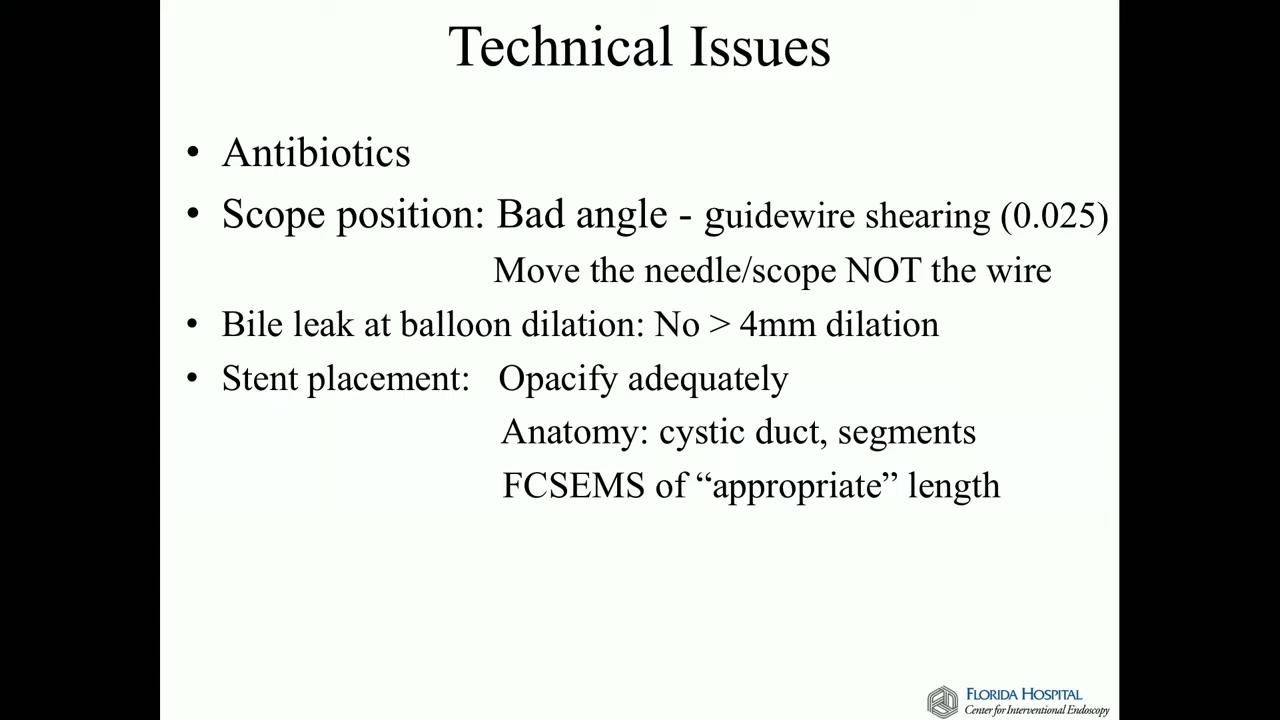 Technical Issues
• Antibiotics
• Scope position: Bad angle - guidewire shearing (0.025)
Move the needle/scope NOT the wire
• Bile leak at balloon dilation: No > 4mm dilation
• Stent placement: Opacify adequately
Anatomy: cystic duct, segments
FCSEMS of “appropriate” length
FLORIDA HOSPITAL
Center for Interventional Endoscopy